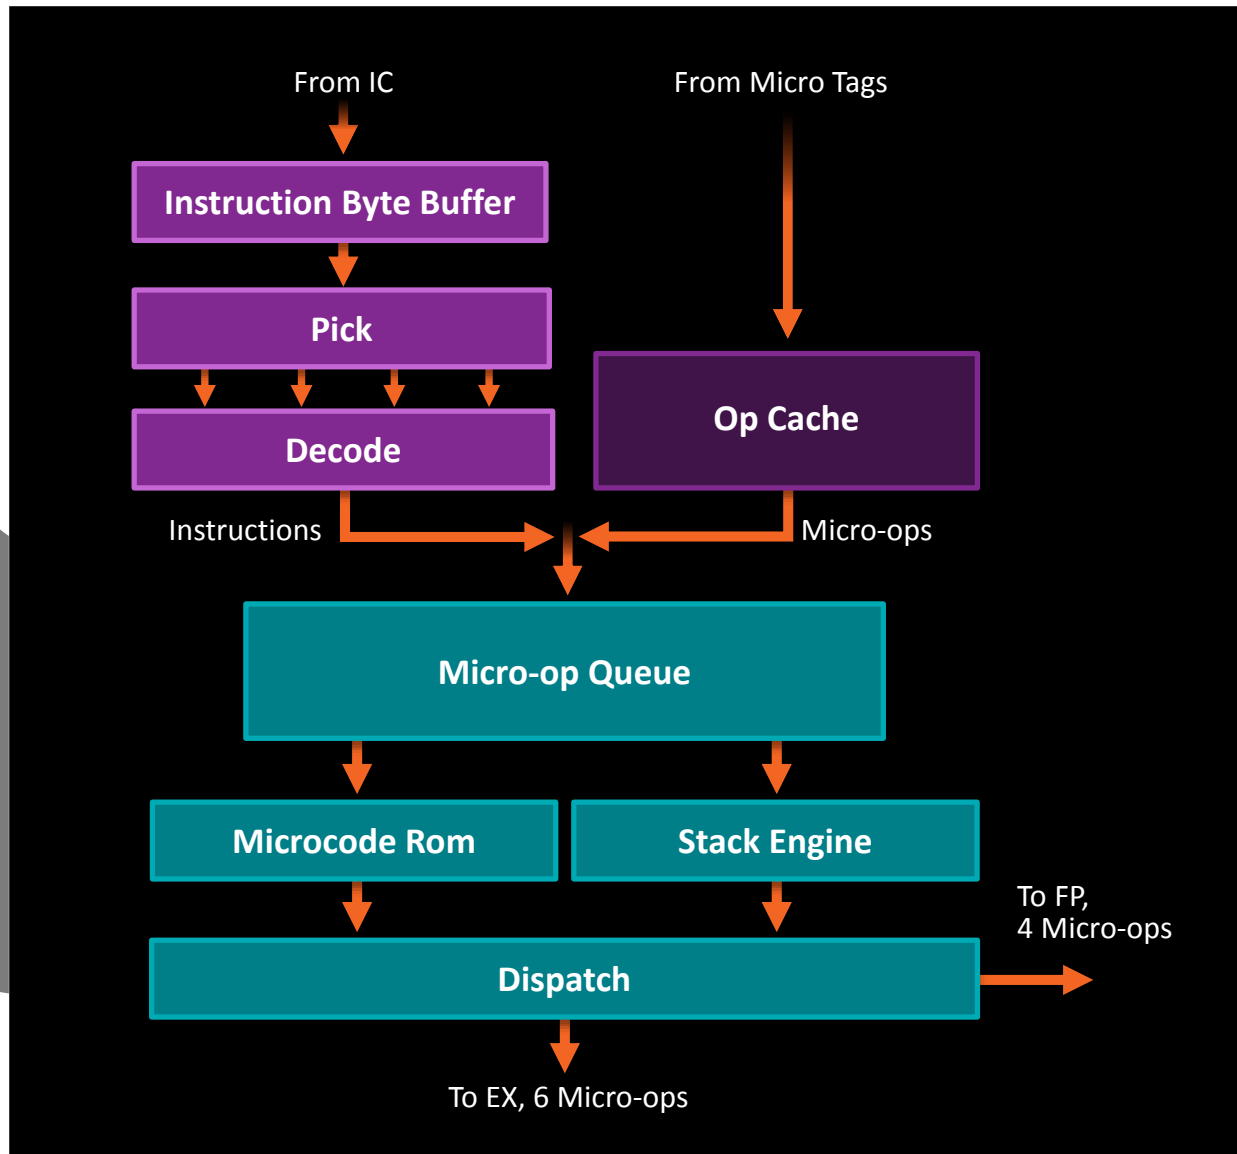 From IC
From Micro Tags
Instruction Byte Buffer
Pick
Decode
Op Cache
Instructions
Micro-ops
Micro-op Queue
Microcode Rom
Stack Engine
To FP,
4 Micro-ops
Dispatch
To EX, 6 Micro-ops